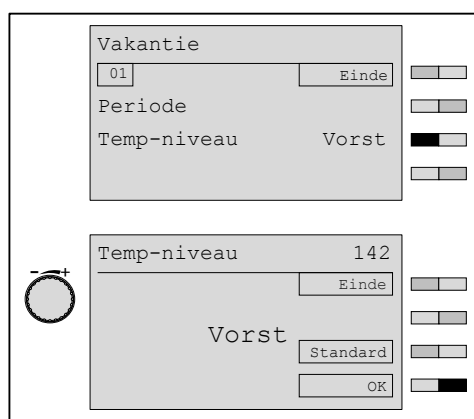 Vakantie
01 Einde
Periode
Temp-niveau Vorst
Temp-niveau 142
Einde
- +
Vorst
Standard
OK